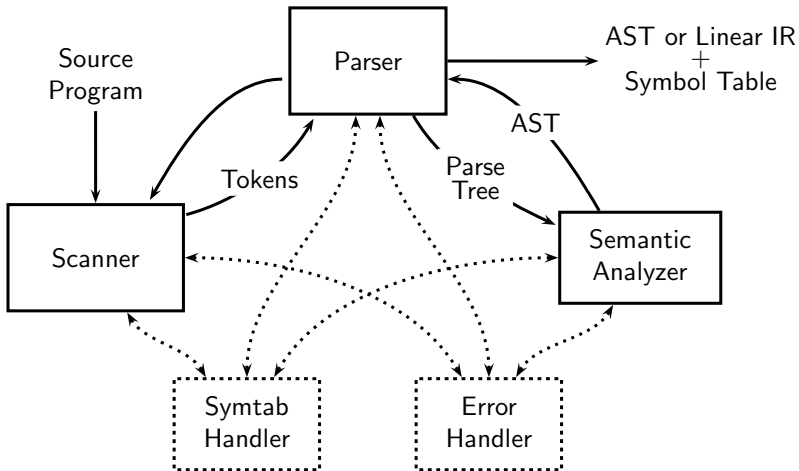 Parser
AST or Linear IR
+
Symbol Table
Source
Program
AST
Tokens
Parse
Tree
Scanner
Semantic
Analyzer
Symtab
Handler
Error
Handler